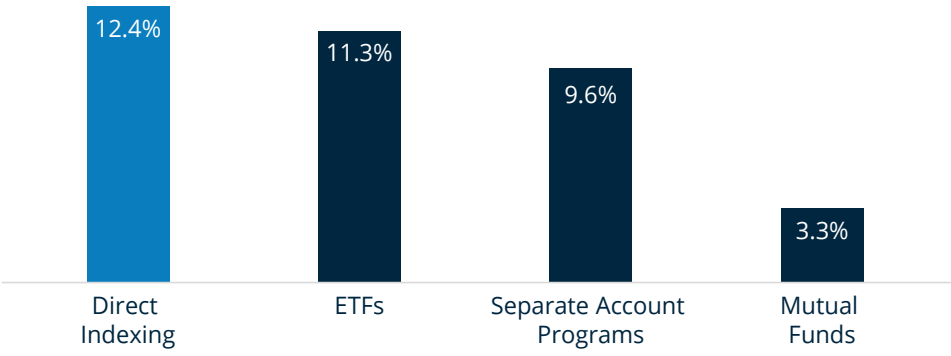 12.4%
11.3%
9.6%
3.3%
Direct
Indexing
ETFs
Separate Account
Programs
Mutual
Funds